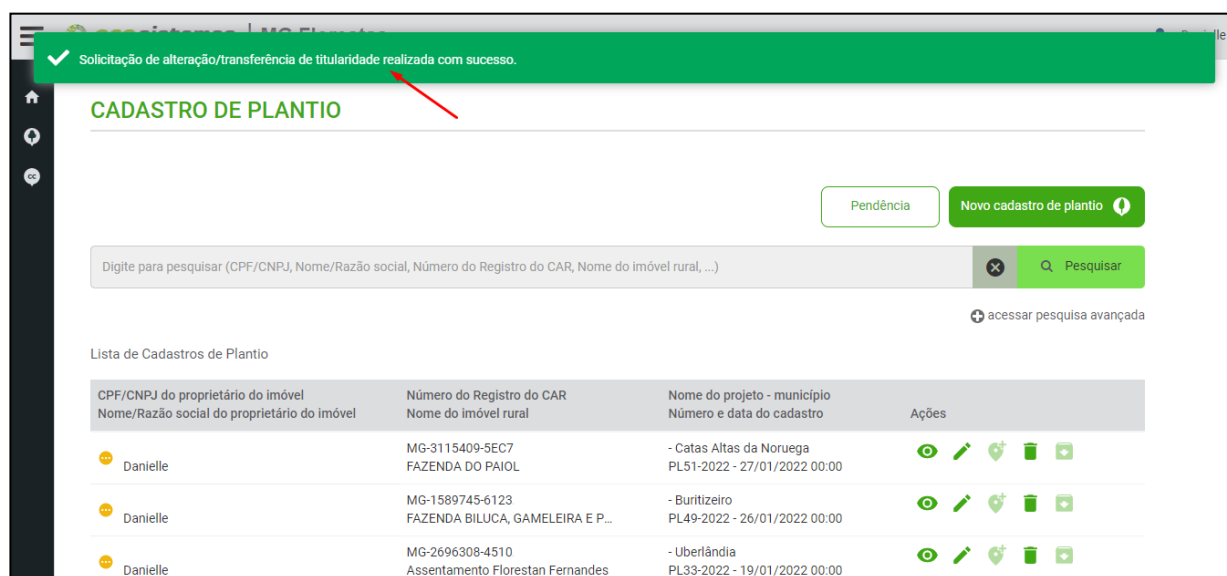 Solicitação de alteração/transferência de titularidade realizada com sucesso.
CADASTRO DE PLANTIO
Pendência
Novo cadastro de plantio
Digite para pesquisar (CPF/CNPJ, Nome/Razão social, Número do Registro do CAR, Nome do imóvel rural, ...)
Pesquisar
acessar pesquisa avançada
Lista de Cadastros de Plantio
CPF/CNPJ do proprietário do imóvel
Nome/Razão social do proprietário do imóvel
Número do Registro do CAR
Nome do imóvel rural
Nome do projeto - município
Número e data do cadastro
Ações
Danielle
MG-3115409-5EC7
FAZENDA DO PAIOL
- Catas Altas da Noruega
PL51-2022 - 27/01/2022 00:00
Danielle
MG-1589745-6123
FAZENDA BILUCA, GAMELEIRA E P...
- Buritizeiro
PL49-2022 - 26/01/2022 00:00
Danielle
MG-2696308-4510
Assentamento Florestan Fernandes
- Uberlândia
PL33-2022 - 19/01/2022 00:00